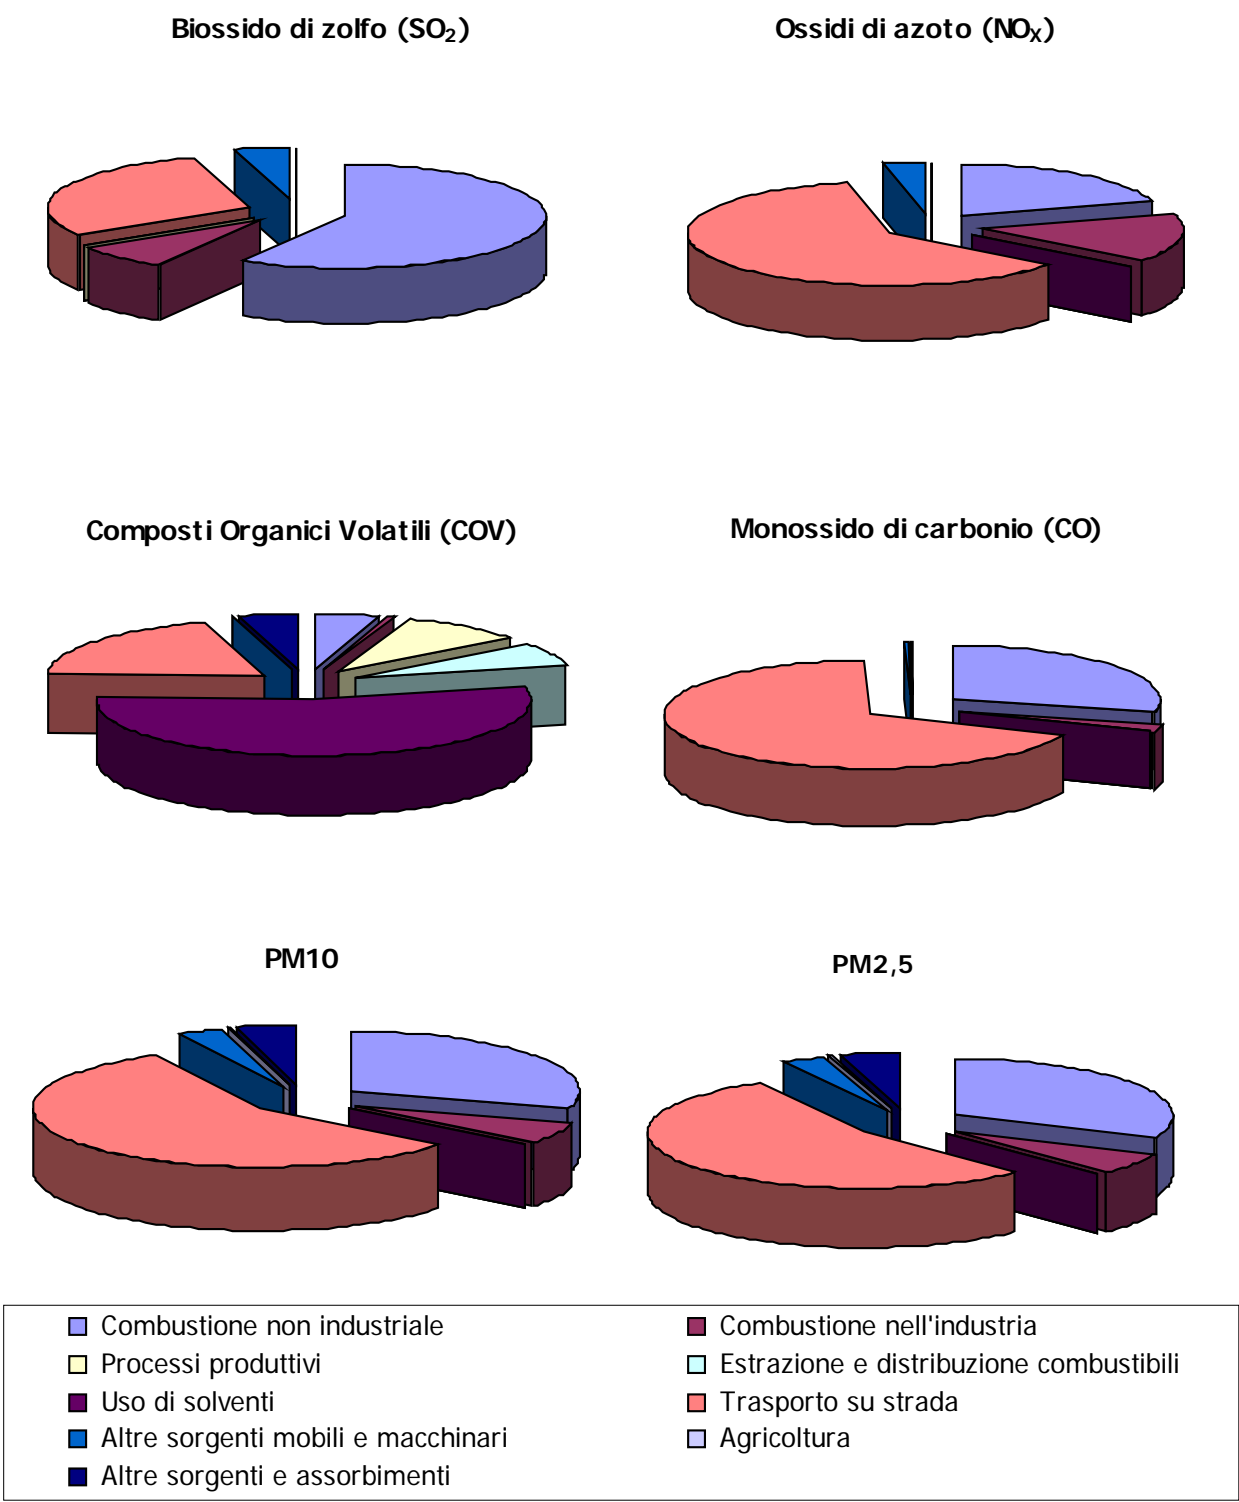 Biossido di zolfo (SO₂)
Ossidi di azoto (NOₓ)
Composti Organici Volatili (COV)
Monossido di carbonio (CO)
PM10
PM2,5
Combustione non industriale
Combustione nell'industria
Processi produttivi
Estrazione e distribuzione combustibili
Uso di solventi
Trasporto su strada
Altre sorgenti mobili e macchinari
Agricoltura
Altre sorgenti e assorbimenti